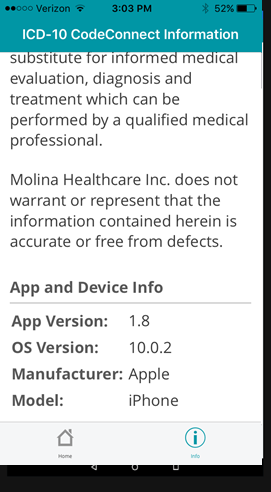 Verizon 3:03 PM 52%
ICD-10 CodeConnect Information
substitute for informed medical
evaluation, diagnosis and
treatment which can be
performed by a qualified medical
professional.
Molina Healthcare Inc. does not
warrant or represent that the
information contained herein is
accurate or free from defects.
App and Device Info
App Version: 1.8
OS Version: 10.0.2
Manufacturer: Apple
Model: iPhone
Home Info